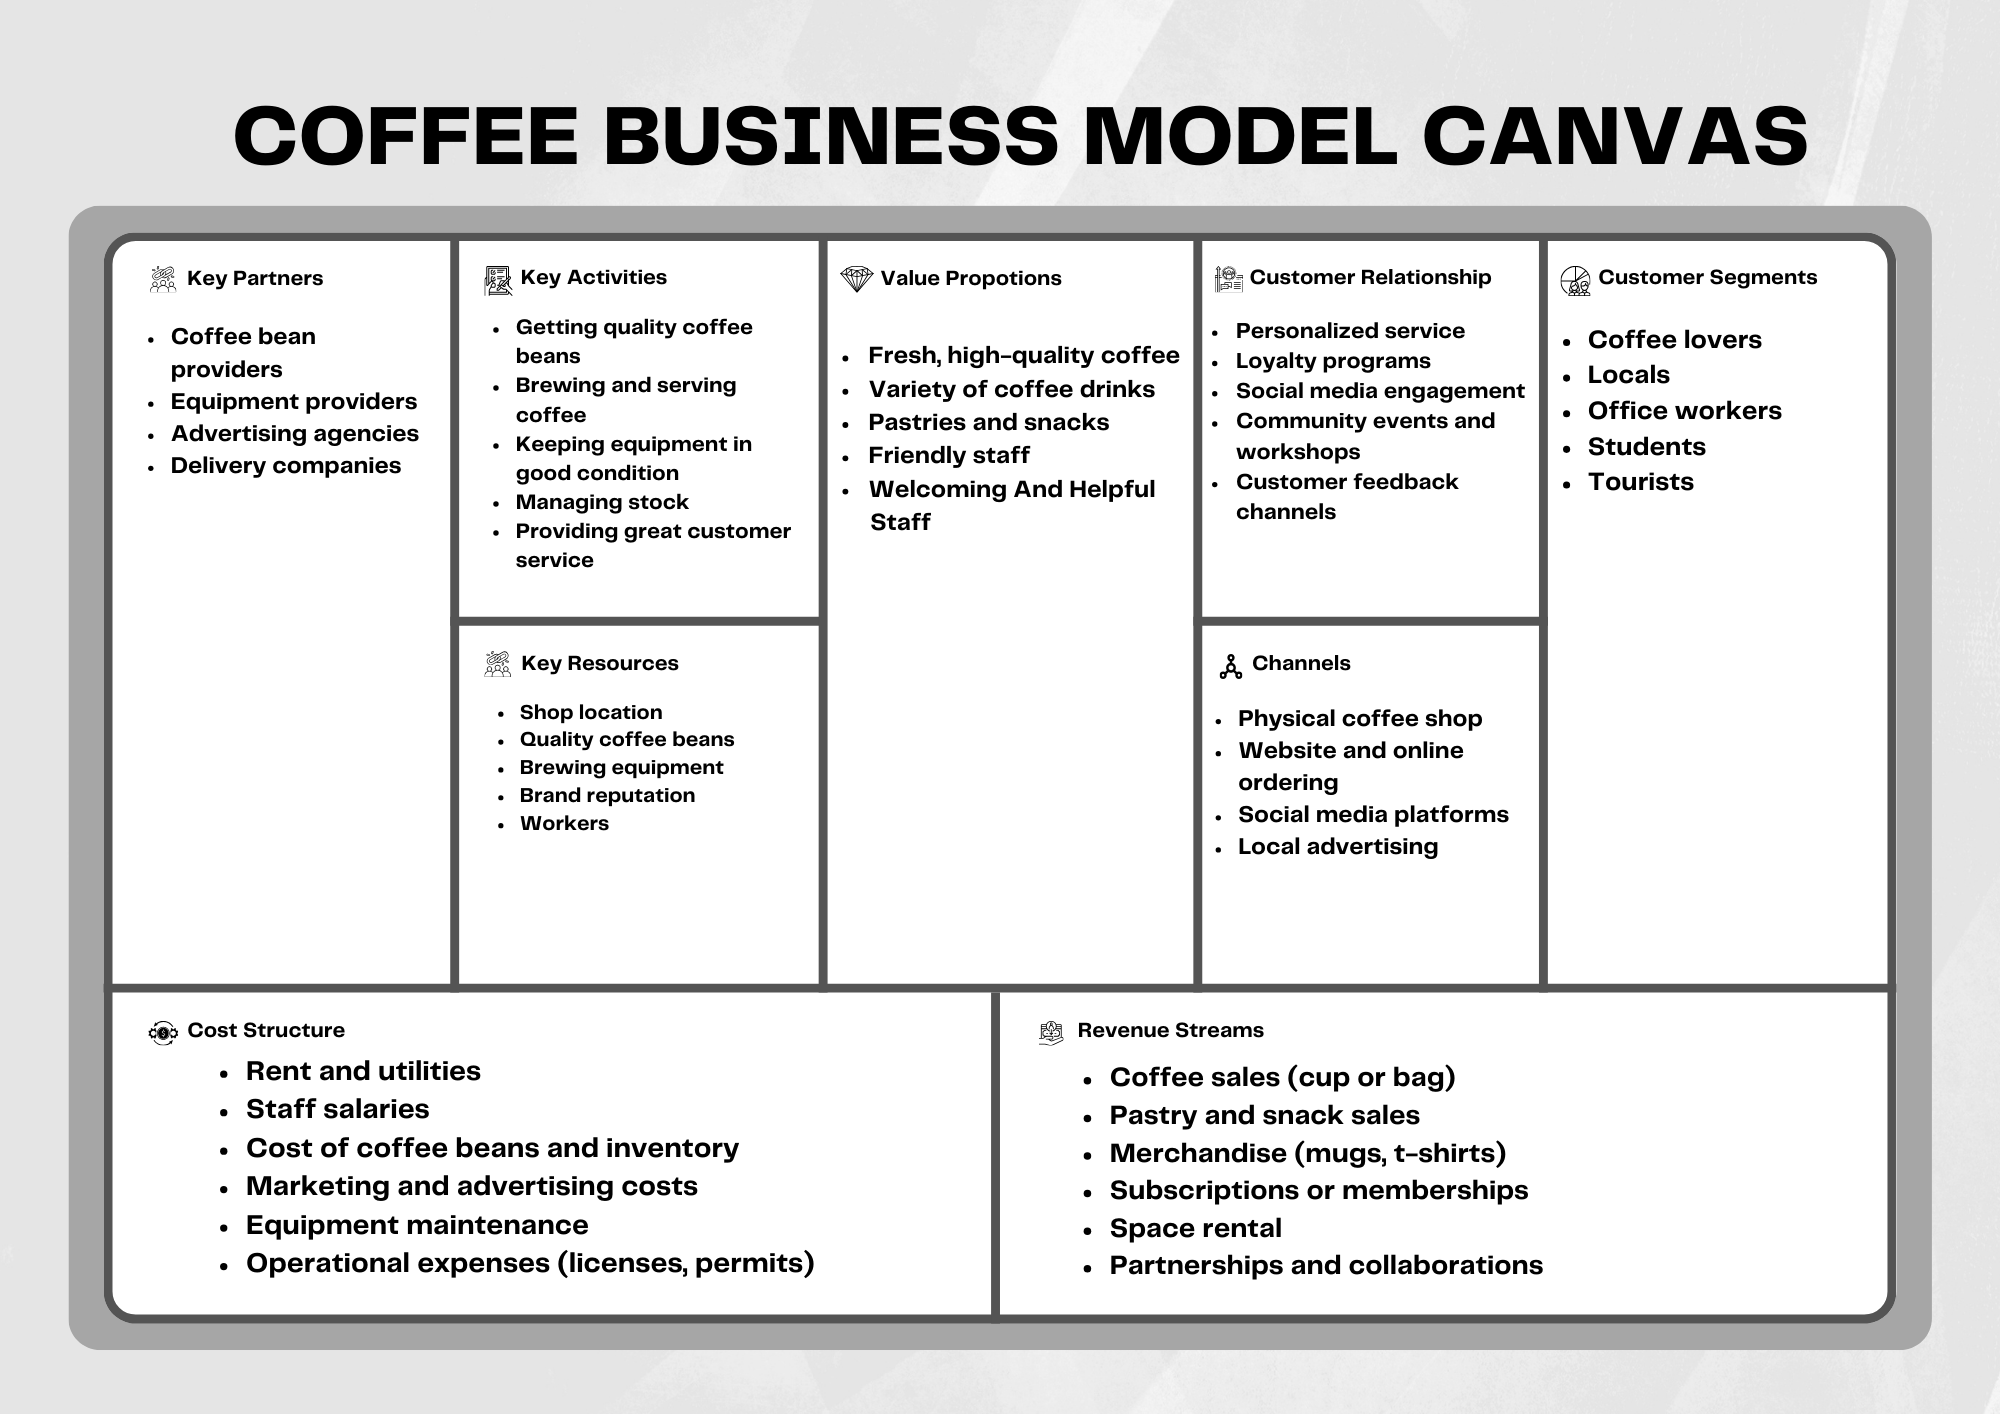 COFFEE BUSINESS MODEL CANVAS
Key Partners
• Coffee bean
providers
• Equipment providers
• Advertising agencies
• Delivery companies
Key Activities
• Getting quality coffee
beans
• Brewing and serving
coffee
• Keeping equipment in
good condition
• Managing stock
• Providing great customer
service
Key Resources
• Shop location
• Quality coffee beans
• Brewing equipment
• Brand reputation
• Workers
Value Propotions
• Fresh, high-quality coffee
• Variety of coffee drinks
• Pastries and snacks
• Friendly staff
• Welcoming And Helpful
Staff
Customer Relationship
• Personalized service
• Loyalty programs
• Social media engagement
• Community events and
workshops
• Customer feedback
channels
Channels
• Physical coffee shop
• Website and online
ordering
• Social media platforms
• Local advertising
Customer Segments
• Coffee lovers
• Locals
• Office workers
• Students
• Tourists
Cost Structure
• Rent and utilities
• Staff salaries
• Cost of coffee beans and inventory
• Marketing and advertising costs
• Equipment maintenance
• Operational expenses (licenses, permits)
Revenue Streams
• Coffee sales (cup or bag)
• Pastry and snack sales
• Merchandise (mugs, t-shirts)
• Subscriptions or memberships
• Space rental
• Partnerships and collaborations